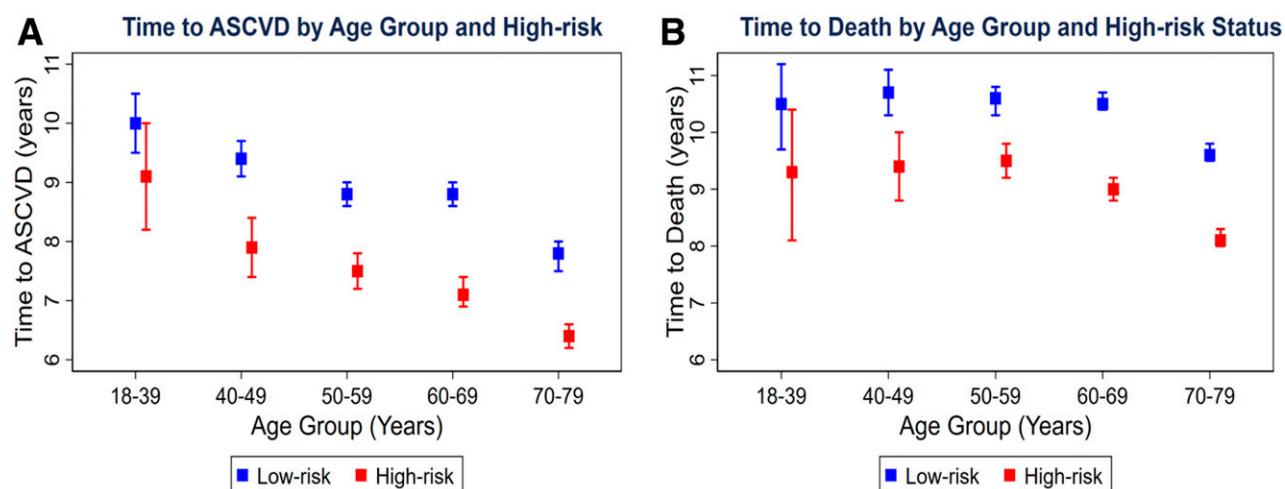 A
Time to ASCVD by Age Group and High-risk
Time to ASCVD (years)
11
10
9
8
7
6
18-39 40-49 50-59 60-69 70-79
Age Group (Years)
Low-risk High-risk
B
Time to Death by Age Group and High-risk Status
Time to Death (years)
11
10
9
8
7
6
18-39 40-49 50-59 60-69 70-79
Age Group (Years)
Low-risk High-risk